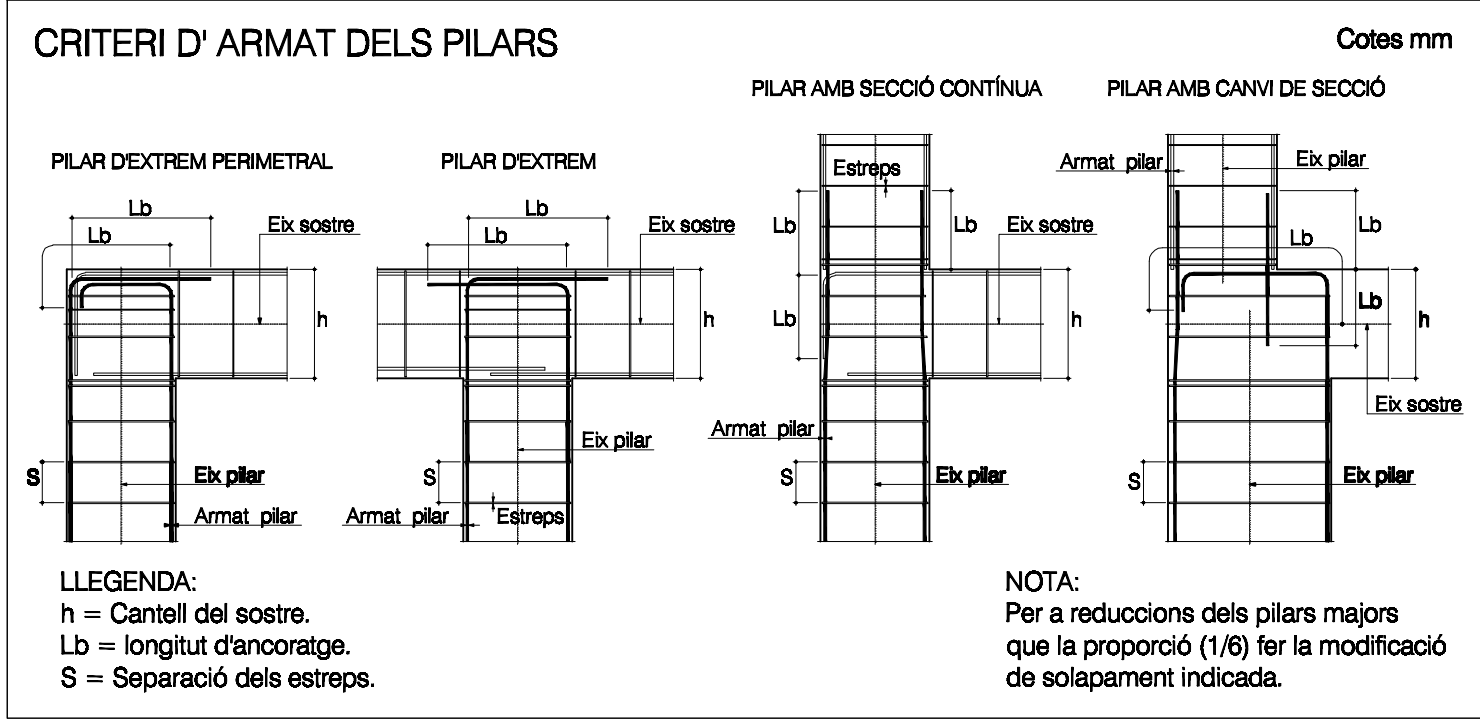 CRITERI D' ARMAT DELS PILARS
Cotes mm
PILAR D'EXTREM PERIMETRAL
Lb
Lb
Eix sostre
h
S
Eix pilar
Armat pilar
PILAR D'EXTREM
Lb
Lb
Eix sostre
h
Eix pilar
S
Armat pilar
Estreps
PILAR AMB SECCIÓ CONTÍNUA
Estreps
Lb
Lb
Eix sostre
Lb
h
Armat pilar
S
Eix pilar
PILAR AMB CANVI DE SECCIÓ
Armat pilar
Eix pilar
Lb
Lb
Lb
h
Eix sostre
S
Eix pilar
LLEGENDA:
h = Cantell del sostre.
Lb = longitut d'ancoratge.
S = Separació dels estreps.
NOTA:
Per a reduccions dels pilars majors
que la proporció (1/6) fer la modificació
de solapament indicada.